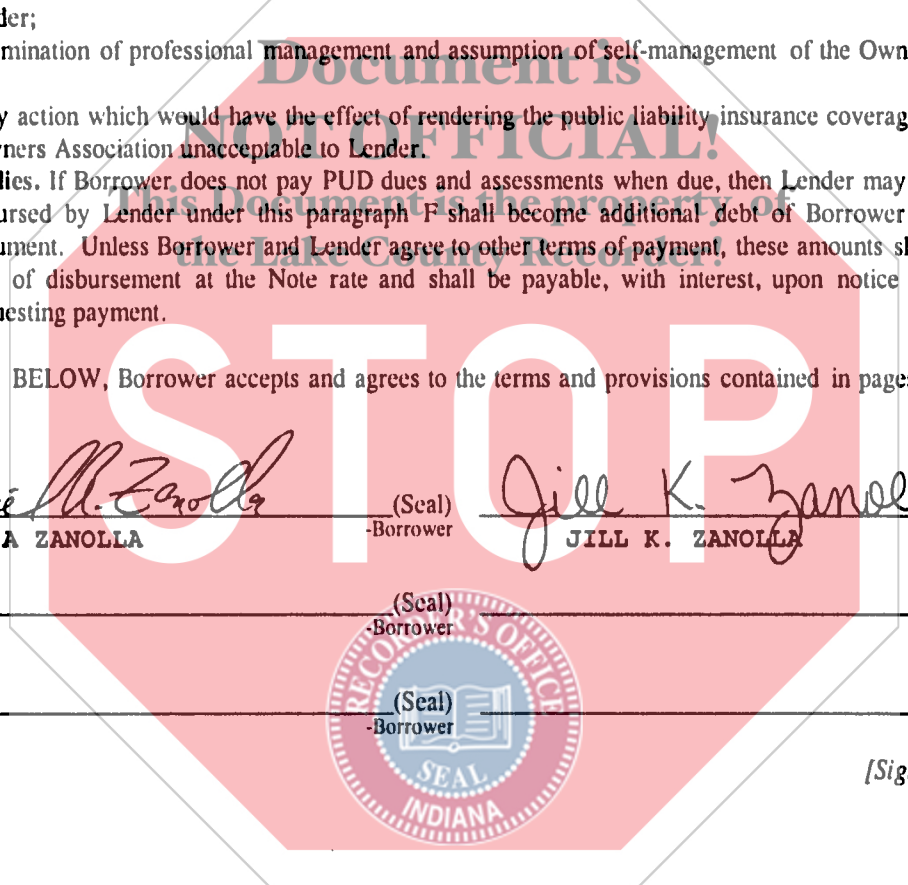 der;
mination of professional management and assumption of self-management of the Own
Document is
y action which would have the effect of rendering the public liability insurance coverag
NOT OFFICIAL!
ners Association unacceptable to Lender.
lies. If Borrower does not pay PUD dues and assessments when due, then Lender may
This Document is the property of
ursed by Lender under this paragraph F shall become additional debt of Borrower
ument. Unless Borrower and Lender agree to other terms of payment, these amounts sh
the Lake County Recorder!
of disbursement at the Note rate and shall be payable, with interest, upon notice
uesting payment.
STOP
BELOW, Borrower accepts and agrees to the terms and provisions contained in page
M. Zanolla (Seal) Jill K. Zanoll
-Borrower
A ZANOLLA JILL K. ZANOLLA
(Seal)
-Borrower
(Seal)
-Borrower
RECORDER'S OFFICE
SEAL
INDIANA
[Sig